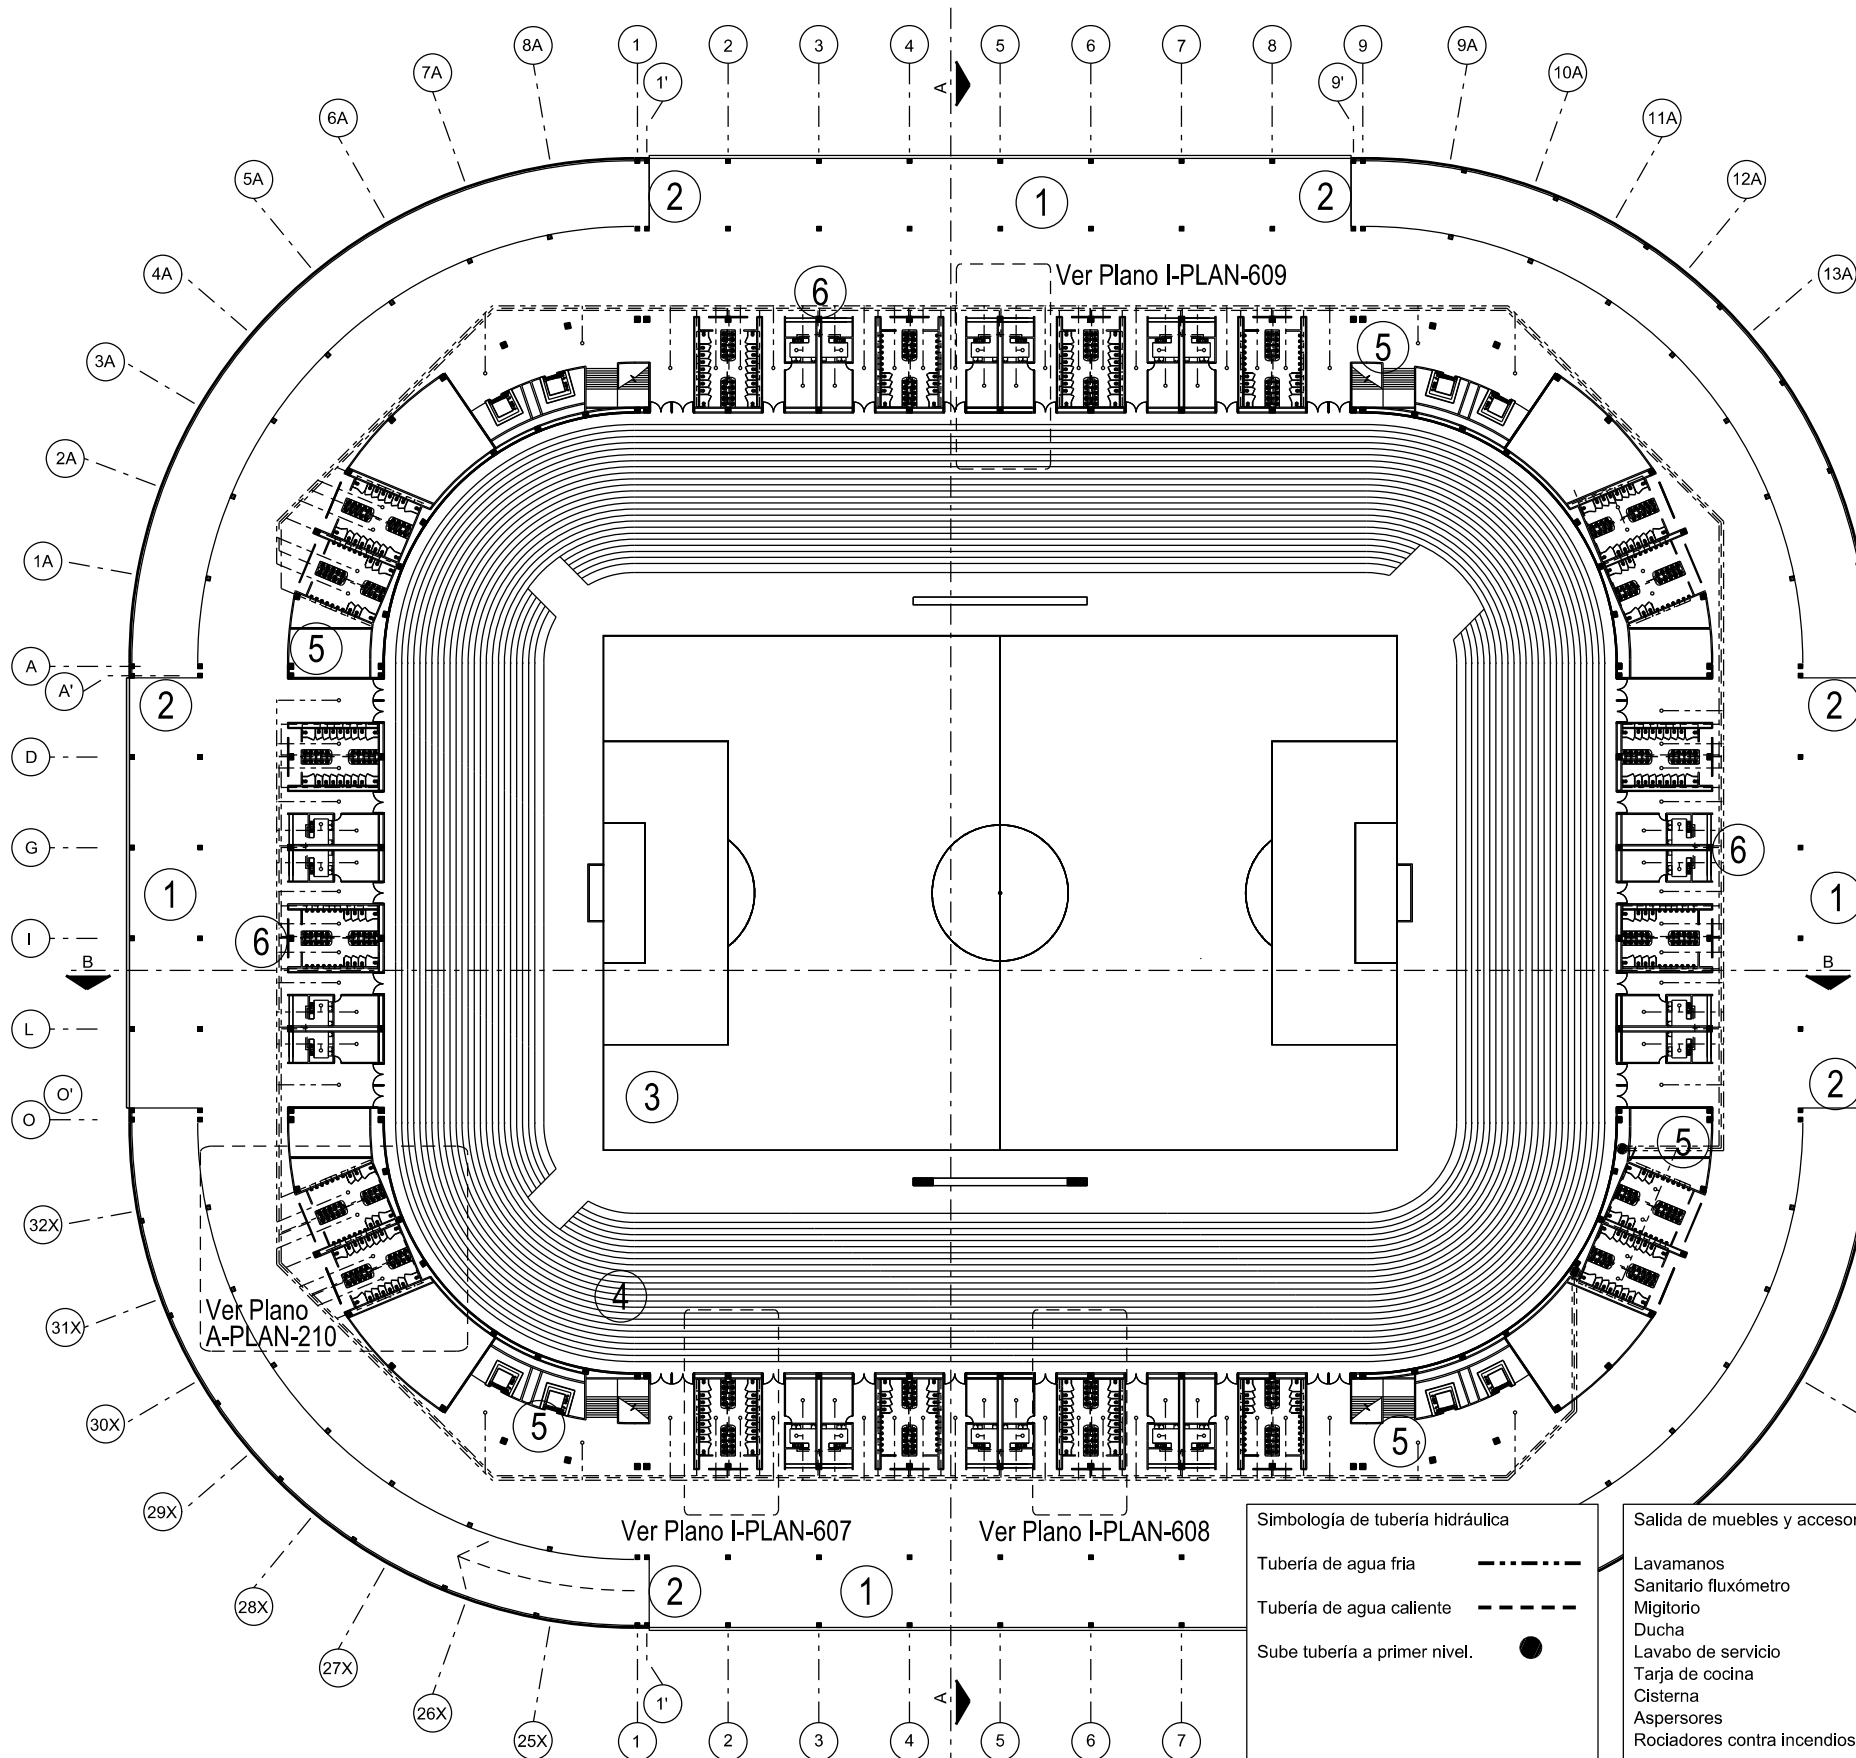 8A
1
2
3
4
5
6
7
8
9
9A
7A
1'
A
9'
10A
6A
11A
5A
12A
2
1
2
4A
Ver Plano I-PLAN-609
13A
6
5
3A
2A
1A
5
A
A'
2
2
D
G
6
1
1
I
6
B
B
L
2
O'
3
O
5
32X
4
Ver Plano
A-PLAN-210
31X
30X
5
5
29X
Ver Plano I-PLAN-607
Ver Plano I-PLAN-608
28X
2
1
27X
26X
1'
A
25X
1
2
3
4
5
6
7
Simbología de tubería hidráulica
Tubería de agua fria
Tubería de agua caliente
Sube tubería a primer nivel.
Salida de muebles y accesor
Lavamanos
Sanitario fluxómetro
Migitorio
Ducha
Lavabo de servicio
Tarja de cocina
Cisterna
Aspersores
Rociadores contra incendios